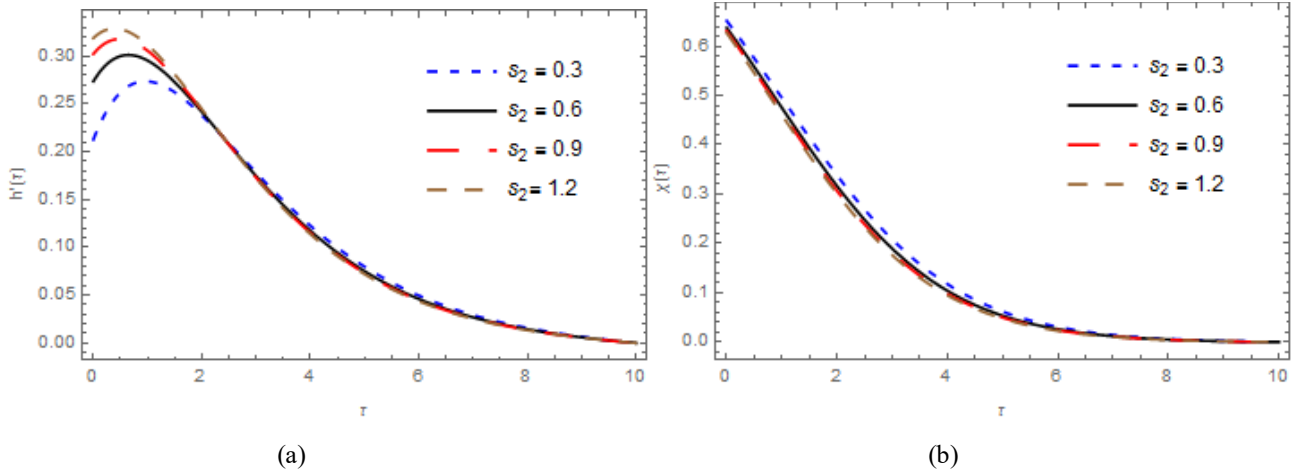 h'(τ)
0.30
0.25
0.20
0.15
0.10
0.05
0.00
s₂ = 0.3
s₂ = 0.6
s₂ = 0.9
s₂ = 1.2
0 2 4 6 8 10
τ
(a)
χ(τ)
0.6
0.5
0.4
0.3
0.2
0.1
0.0
s₂ = 0.3
s₂ = 0.6
s₂ = 0.9
s₂ = 1.2
0 2 4 6 8 10
τ
(b)